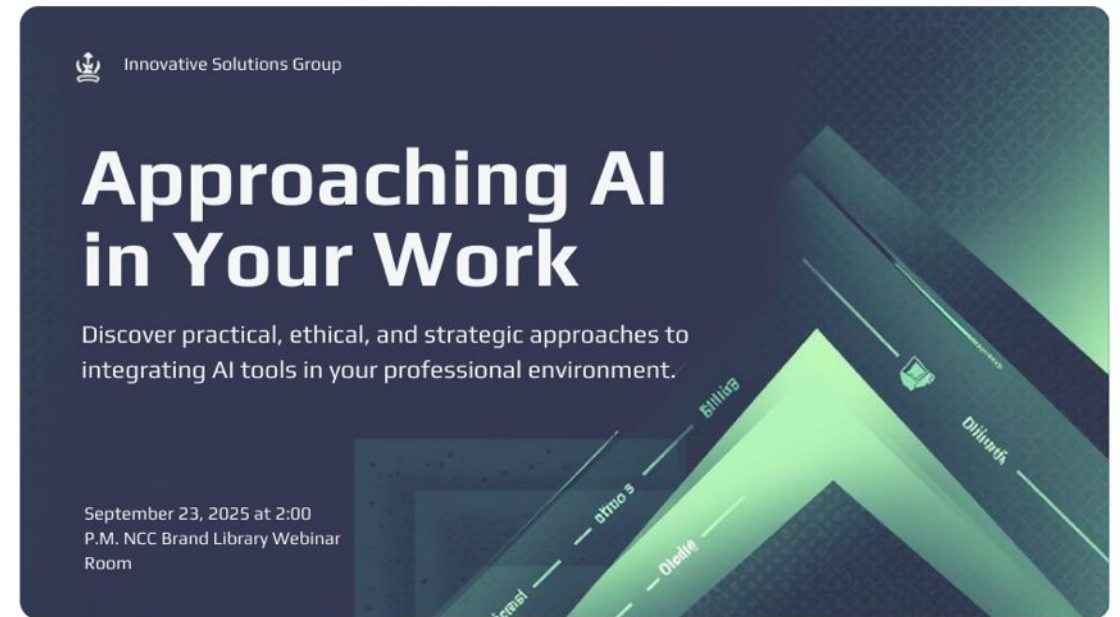 Innovative Solutions Group
Approaching AI
in Your Work
Discover practical, ethical, and strategic approaches to
integrating AI tools in your professional environment.
September 23, 2025 at 2:00
P.M. NCC Brand Library Webinar
Room